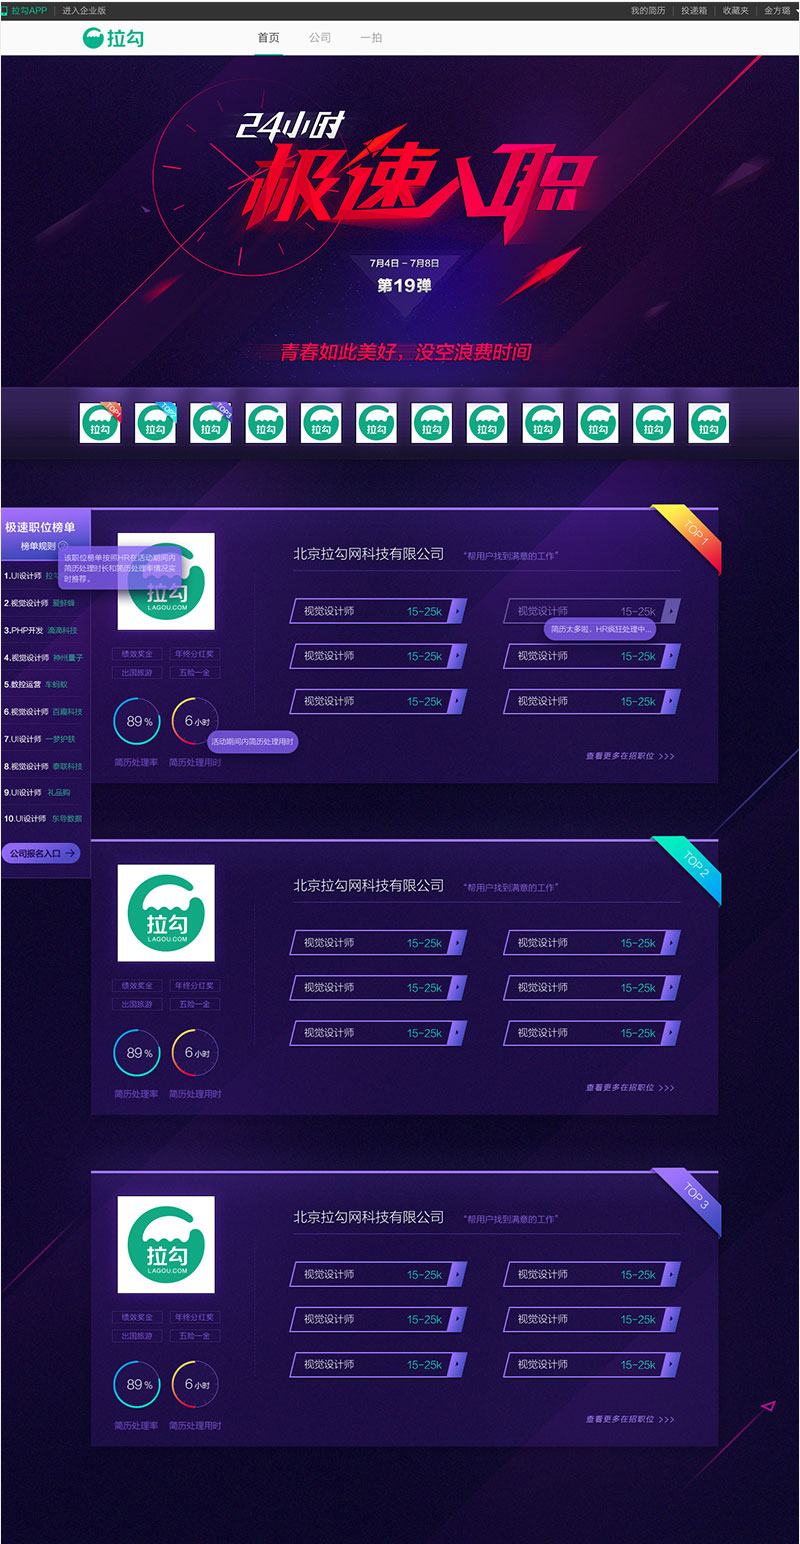 拉勾APP
进入企业版
我的简历
投递箱
收藏夹
金方璐
拉勾
首页
公司
一拍
24小时
极速入职
7月4日 - 7月8日
第19弹
青春如此美好，没空浪费时间
TOP1
拉勾
拉勾
TOP3
拉勾
拉勾
拉勾
拉勾
拉勾
拉勾
拉勾
拉勾
拉勾
拉勾
极速职位榜单
榜单规则
该职位榜单按照HR在活动期间内
简历处理时长和简历处理率情况实
时推荐。
1.UI设计师
2.视觉设计师 爱鲜蜂
3.PHP开发 滴滴科技
4.视觉设计师 神州量子
5.数控运营 车蚂蚁
6.视觉设计师 百趣科技
7.UI设计师 一梦护肤
8.视觉设计师 泰联科技
9.UI设计师 礼品购
10.UI设计师 东导数据
公司报名入口
TOP 1
拉勾
LAGOU.COM
绩效奖金 年终分红奖
出国旅游 五险一金
89 %
6 小时
活动期间内简历处理用时
简历处理率 简历处理用时
北京拉勾网科技有限公司 “帮用户找到满意的工作”
视觉设计师 15-25k
视觉设计师 15-25k
简历太多啦，HR疯狂处理中...
视觉设计师 15-25k
视觉设计师 15-25k
视觉设计师 15-25k
视觉设计师 15-25k
查看更多在招职位 >>>
TOP 2
拉勾
LAGOU.COM
绩效奖金 年终分红奖
出国旅游 五险一金
89 %
6 小时
简历处理率 简历处理用时
北京拉勾网科技有限公司 “帮用户找到满意的工作”
视觉设计师 15-25k
视觉设计师 15-25k
视觉设计师 15-25k
视觉设计师 15-25k
视觉设计师 15-25k
视觉设计师 15-25k
查看更多在招职位 >>>
TOP 3
拉勾
LAGOU.COM
绩效奖金 年终分红奖
出国旅游 五险一金
89 %
6 小时
简历处理率 简历处理用时
北京拉勾网科技有限公司 “帮用户找到满意的工作”
视觉设计师 15-25k
视觉设计师 15-25k
视觉设计师 15-25k
视觉设计师 15-25k
视觉设计师 15-25k
视觉设计师 15-25k
查看更多在招职位 >>>